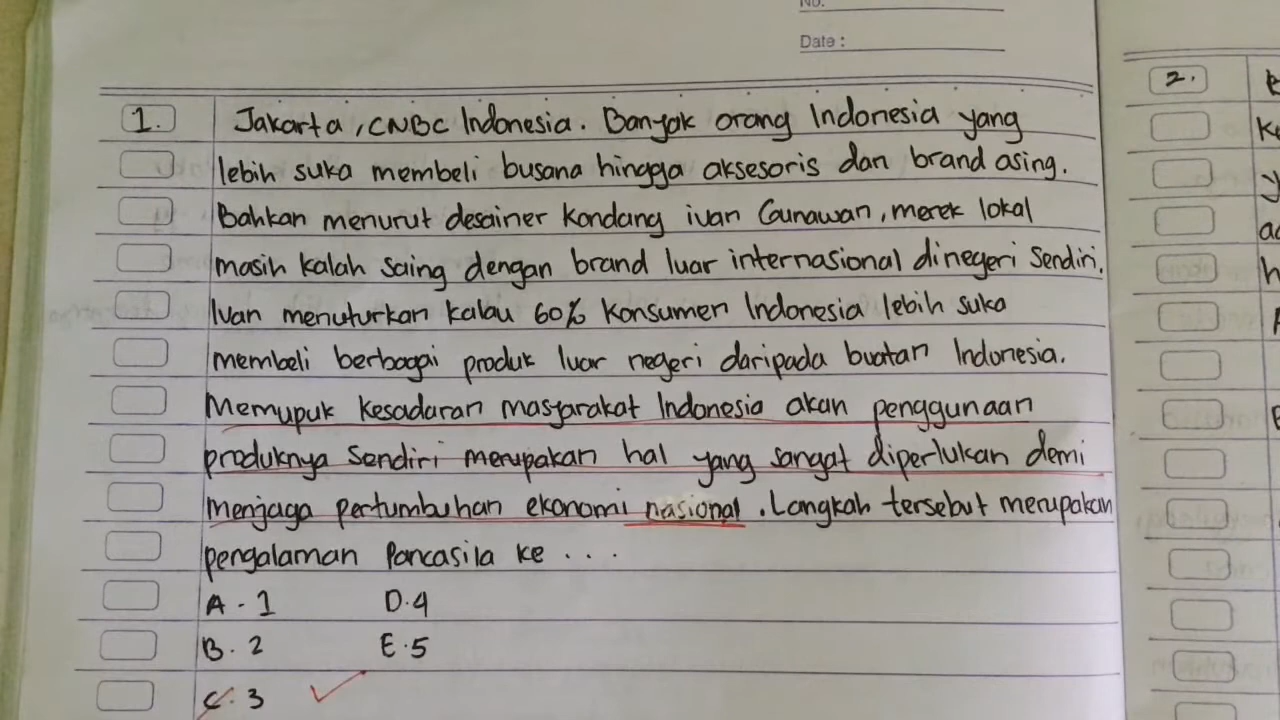 No.
Date :
1.
Jakarta, CNBC Indonesia. Banyak orang Indonesia yang
lebih suka membeli busana hingga aksesoris dan brand asing.
Bahkan menurut desainer kondang ivan Gunawan, merek lokal
masih kalah saing dengan brand luar internasional dinegeri sendiri.
Ivan menuturkan kalau 60% konsumen Indonesia lebih suka
membeli berbagai produk luar negeri daripada buatan Indonesia.
Memupuk kesadaran masyarakat Indonesia akan penggunaan
produknya sendiri merupakan hal yang sangat diperlukan demi
menjaga pertumbuhan ekonomi nasional. Langkah tersebut merupakan
pengalaman Pancasila ke ...
A. 1 D. 4
B. 2 E. 5
C. 3
2.